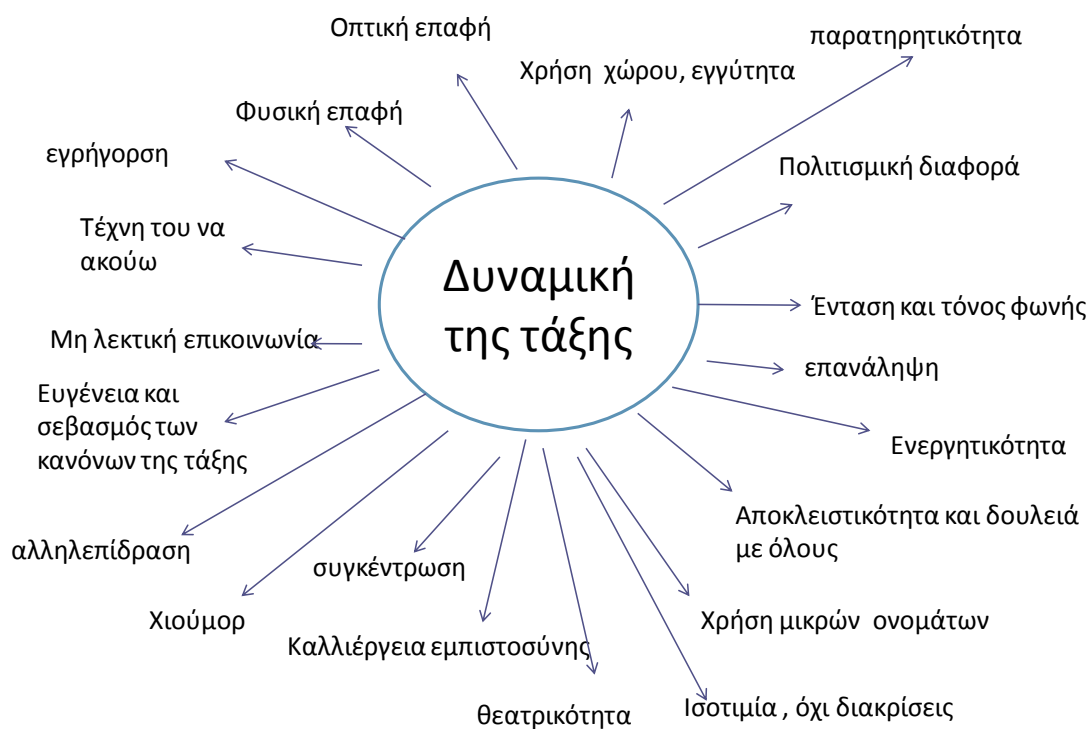 Οπτική επαφή
παρατηρητικότητα
Χρήση χώρου, εγγύτητα
Φυσική επαφή
εγρήγορση
Πολιτισμική διαφορά
Τέχνη του να
ακούω
Δυναμική
της τάξης
Ένταση και τόνος φωνής
Μη λεκτική επικοινωνία
επανάληψη
Ευγένεια και
σεβασμός των
κανόνων της τάξης
Ενεργητικότητα
Αποκλειστικότητα και δουλειά
με όλους
αλληλεπίδραση
συγκέντρωση
Χιούμορ
Χρήση μικρών ονομάτων
Καλλιέργεια εμπιστοσύνης
θεατρικότητα
Ισοτιμία , όχι διακρίσεις